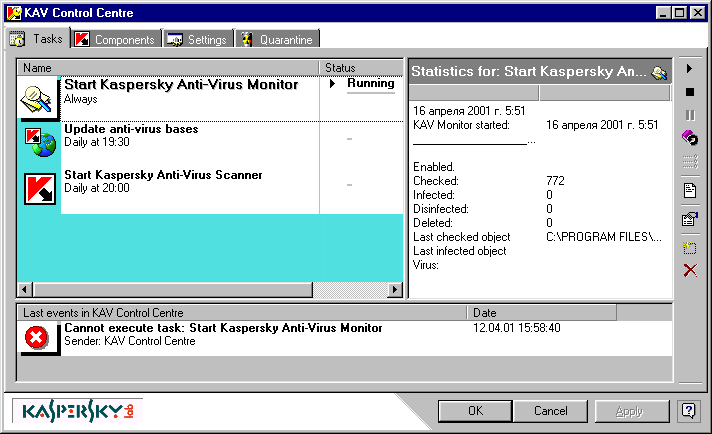 KAV Control Centre
Tasks Components Settings Quarantine
Name Status
Start Kaspersky Anti-Virus Monitor Running
Always
Update anti-virus bases -
Daily at 19:30
Start Kaspersky Anti-Virus Scanner -
Daily at 20:00
Statistics for: Start Kaspersky An...
16 апреля 2001 г. 5:51
KAV Monitor started: 16 апреля 2001 г. 5:51
____________________...
Enabled.
Checked: 772
Infected: 0
Disinfected: 0
Deleted: 0
Last checked object C:\PROGRAM FILES\...
Last infected object
Virus:
Last events in KAV Control Centre Date
Cannot execute task: Start Kaspersky Anti-Virus Monitor 12.04.01 15:58:40
Sender: KAV Control Centre
KASPERSKY lab
OK Cancel Apply